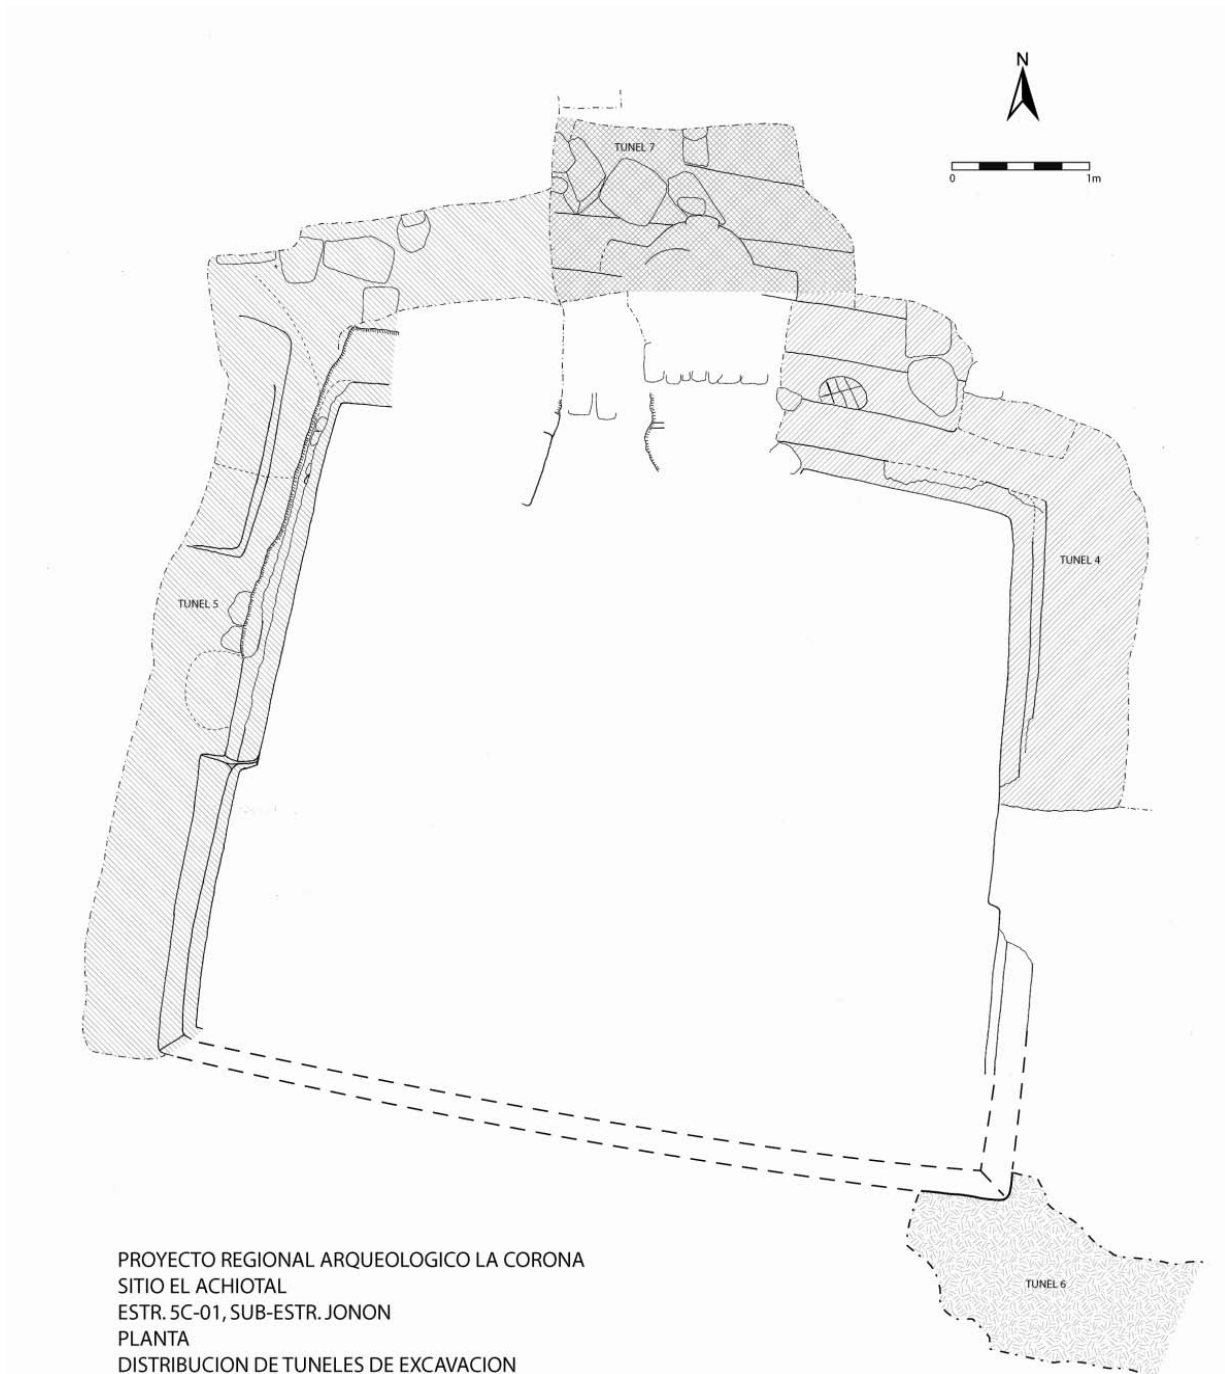 N
0 1m
TUNEL 7
TUNEL 4
TUNEL 5
TUNEL 6
PROYECTO REGIONAL ARQUEOLOGICO LA CORONA
SITIO EL ACHIOTAL
ESTR. 5C-01, SUB-ESTR. JONON
PLANTA
DISTRIBUCION DE TUNELES DE EXCAVACION